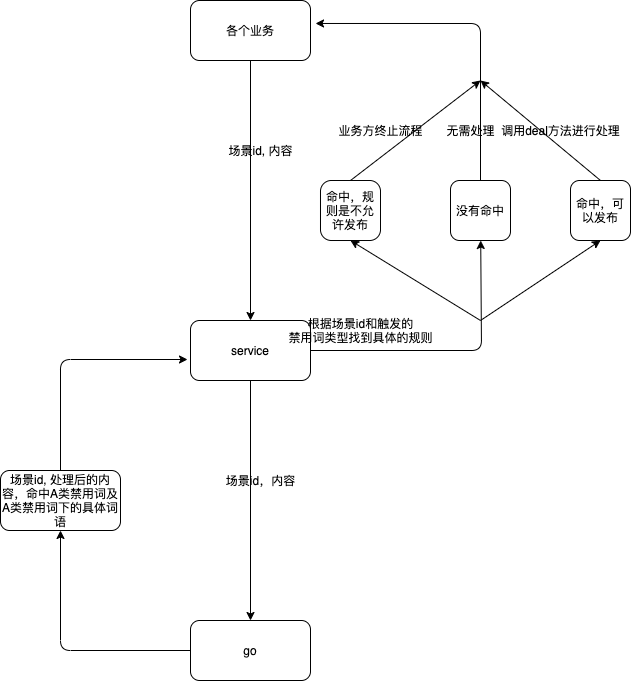 各个业务
业务方终止流程
无需处理
调用deal方法进行处理
场景id, 内容
命中，规
则是不允
许发布
没有命中
命中，可
以发布
根据场景id和触发的
禁用词类型找到具体的规则
service
场景id, 处理后的内
容，命中A类禁用词及
A类禁用词下的具体词
语
场景id，内容
go